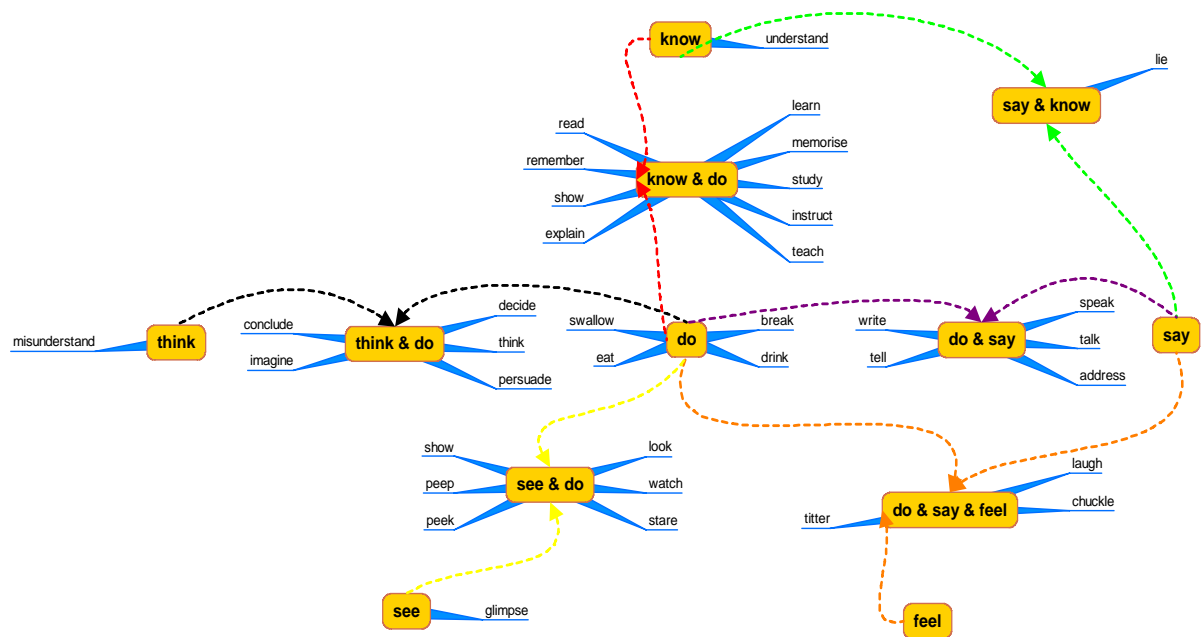 know
understand
lie
say & know
learn
read
memorise
remember
know & do
study
show
instruct
explain
teach
decide
speak
conclude
swallow
break
write
misunderstand
think
think & do
think
do
do & say
talk
say
imagine
eat
drink
tell
persuade
address
show
look
laugh
peep
see & do
watch
do & say & feel
chuckle
peek
stare
titter
see
glimpse
feel